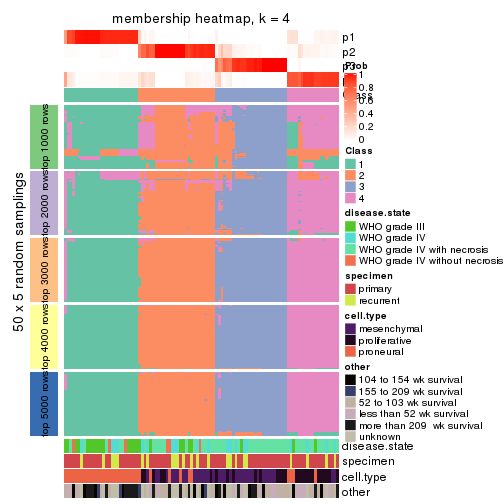 membership heatmap, k = 4
p1
p2
p3
Prob
1
0.8
0.6
0.4
0.2
0
Class
1
2
3
4
disease.state
WHO grade III
WHO grade IV
WHO grade IV with necrosis
WHO grade IV without necrosis
specimen
primary
recurrent
cell.type
mesenchymal
proliferative
proneural
other
104 to 154 wk survival
155 to 209 wk survival
52 to 103 wk survival
less than 52 wk survival
more than 209 wk survival
unknown
50 x 5 random samplings
top 1000 rows
top 2000 rows
top 3000 rows
top 4000 rows
top 5000 rows
disease.state
specimen
cell.type
other